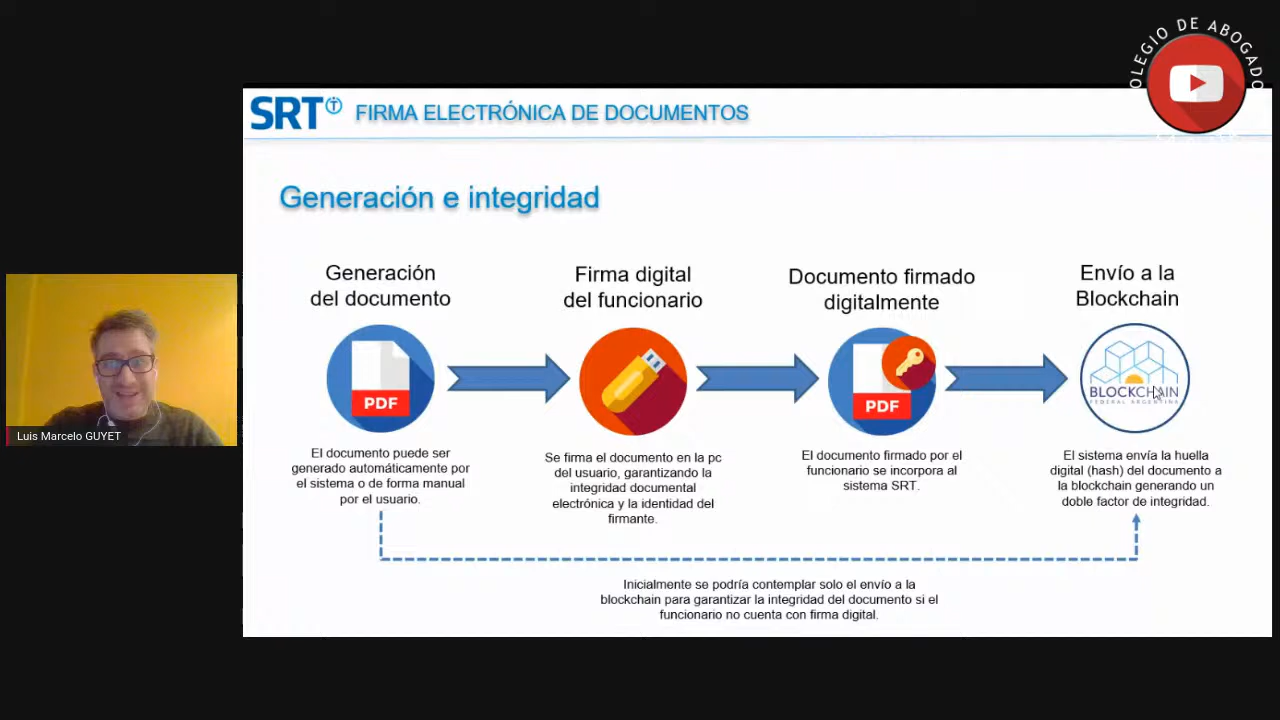 OLEGIO DE ABOGADO
SRT
FIRMA ELECTRÓNICA DE DOCUMENTOS
Generación e integridad
Generación
del documento
Firma digital
del funcionario
Documento firmado
digitalmente
Envío a la
Blockchain
PDF
PDF
BLOCKCHAIN
FEDERAL ARGENTINA
El documento puede ser
generado automáticamente por
el sistema o de forma manual
por el usuario.
Se firma el documento en la pc
del usuario, garantizando la
integridad documental
electrónica y la identidad del
firmante.
El documento firmado por el
funcionario se incorpora al
sistema SRT.
El sistema envía la huella
digital (hash) del documento a
la blockchain generando un
doble factor de integridad.
Inicialmente se podría contemplar solo el envío a la
blockchain para garantizar la integridad del documento si el
funcionario no cuenta con firma digital.
Luis Marcelo GUYET